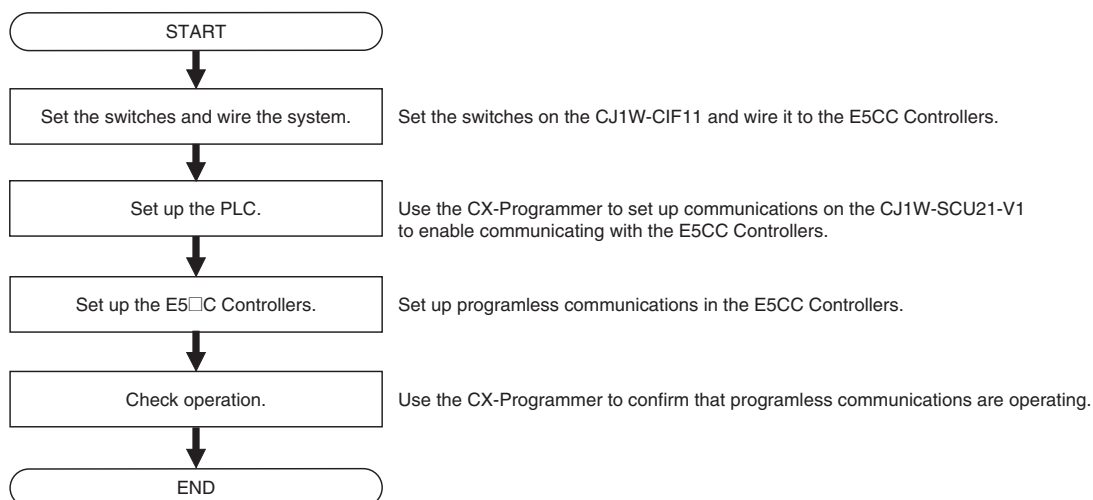 START
Set the switches and wire the system.
Set the switches on the CJ1W-CIF11 and wire it to the E5CC Controllers.
Set up the PLC.
Use the CX-Programmer to set up communications on the CJ1W-SCU21-V1
to enable communicating with the E5CC Controllers.
Set up the E5□C Controllers.
Set up programless communications in the E5CC Controllers.
Check operation.
Use the CX-Programmer to confirm that programless communications are operating.
END